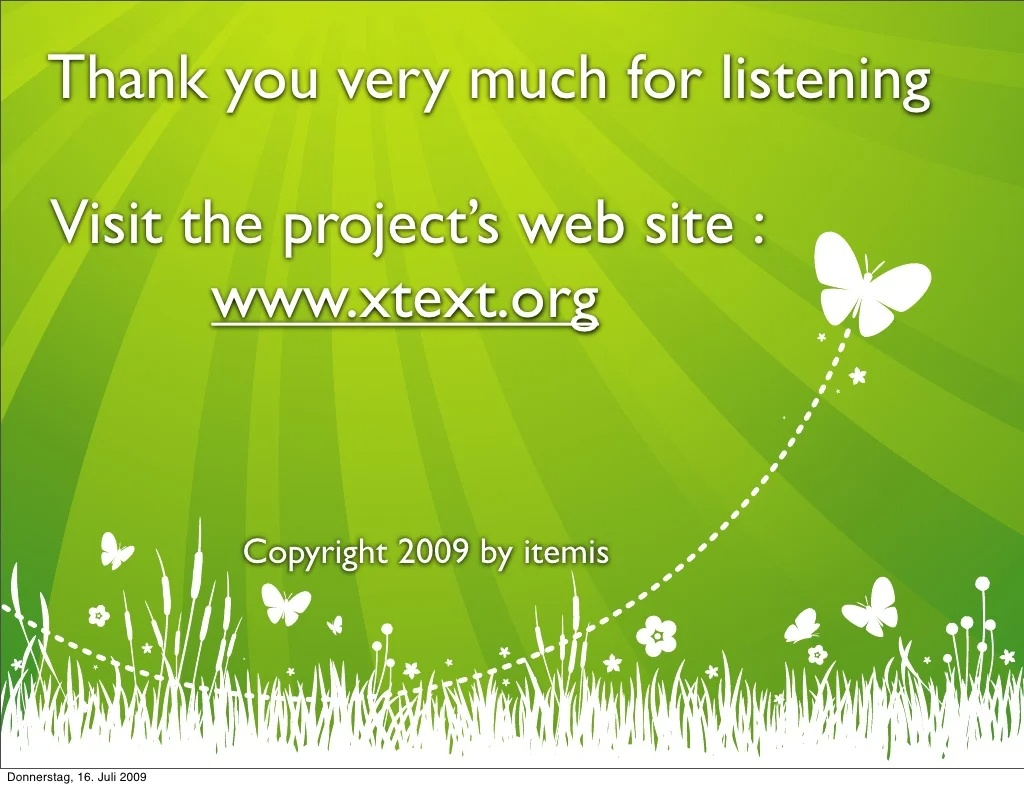 Thank you very much for listening
Visit the project’s web site :
www.xtext.org
Copyright 2009 by itemis
Donnerstag, 16. Juli 2009